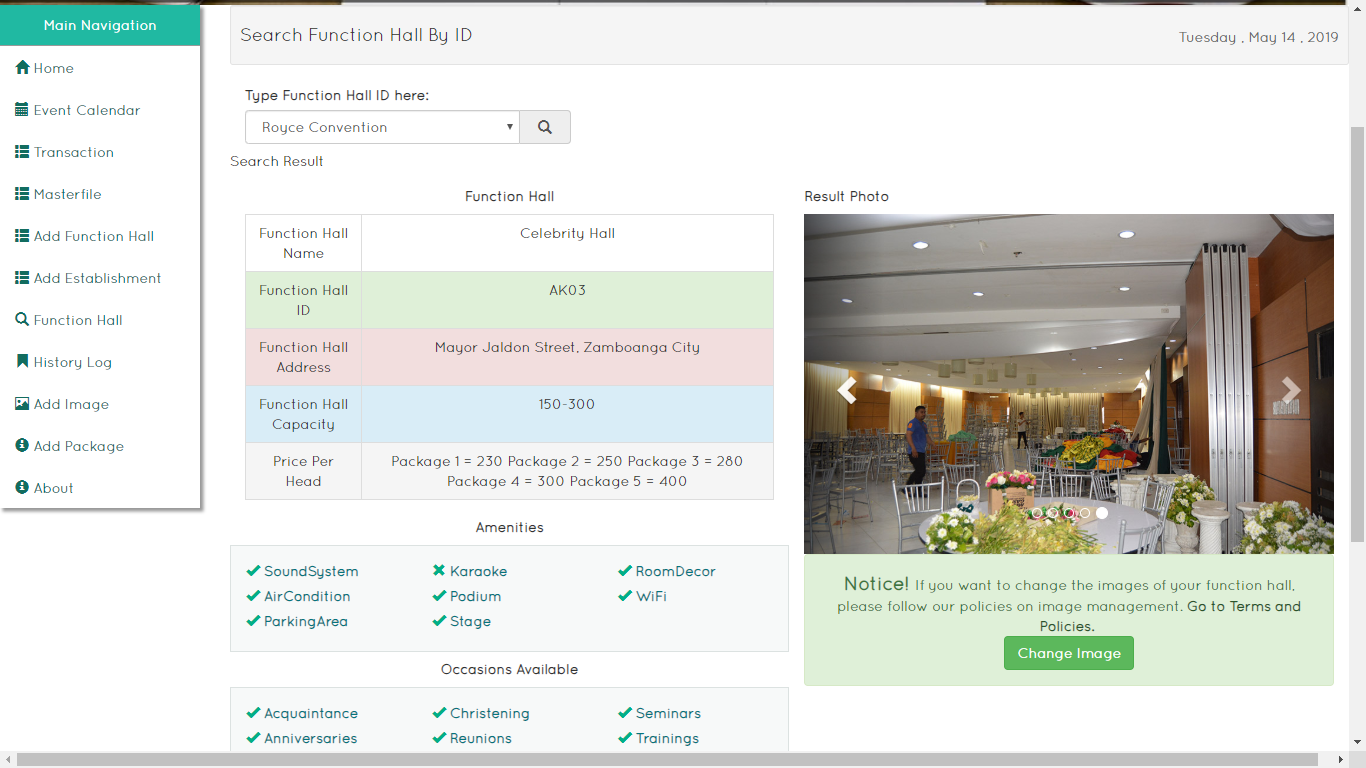 Main Navigation
Home
Event Calendar
Transaction
Masterfile
Add Function Hall
Add Establishment
Function Hall
History Log
Add Image
Add Package
About
Search Function Hall By ID
Tuesday , May 14 , 2019
Type Function Hall ID here:
Royce Convention
Search Result
Function Hall
Function Hall
Name
Celebrity Hall
Function Hall
ID
AK03
Function Hall
Address
Mayor Jaldon Street, Zamboanga City
Function Hall
Capacity
150-300
Price Per
Head
Package 1 = 230 Package 2 = 250 Package 3 = 280
Package 4 = 300 Package 5 = 400
Amenities
SoundSystem
Karaoke
RoomDecor
AirCondition
Podium
WiFi
ParkingArea
Stage
Occasions Available
Acquaintance
Christening
Seminars
Anniversaries
Reunions
Trainings
Result Photo
Notice! If you want to change the images of your function hall,
please follow our policies on image management. Go to Terms and
Policies.
Change Image